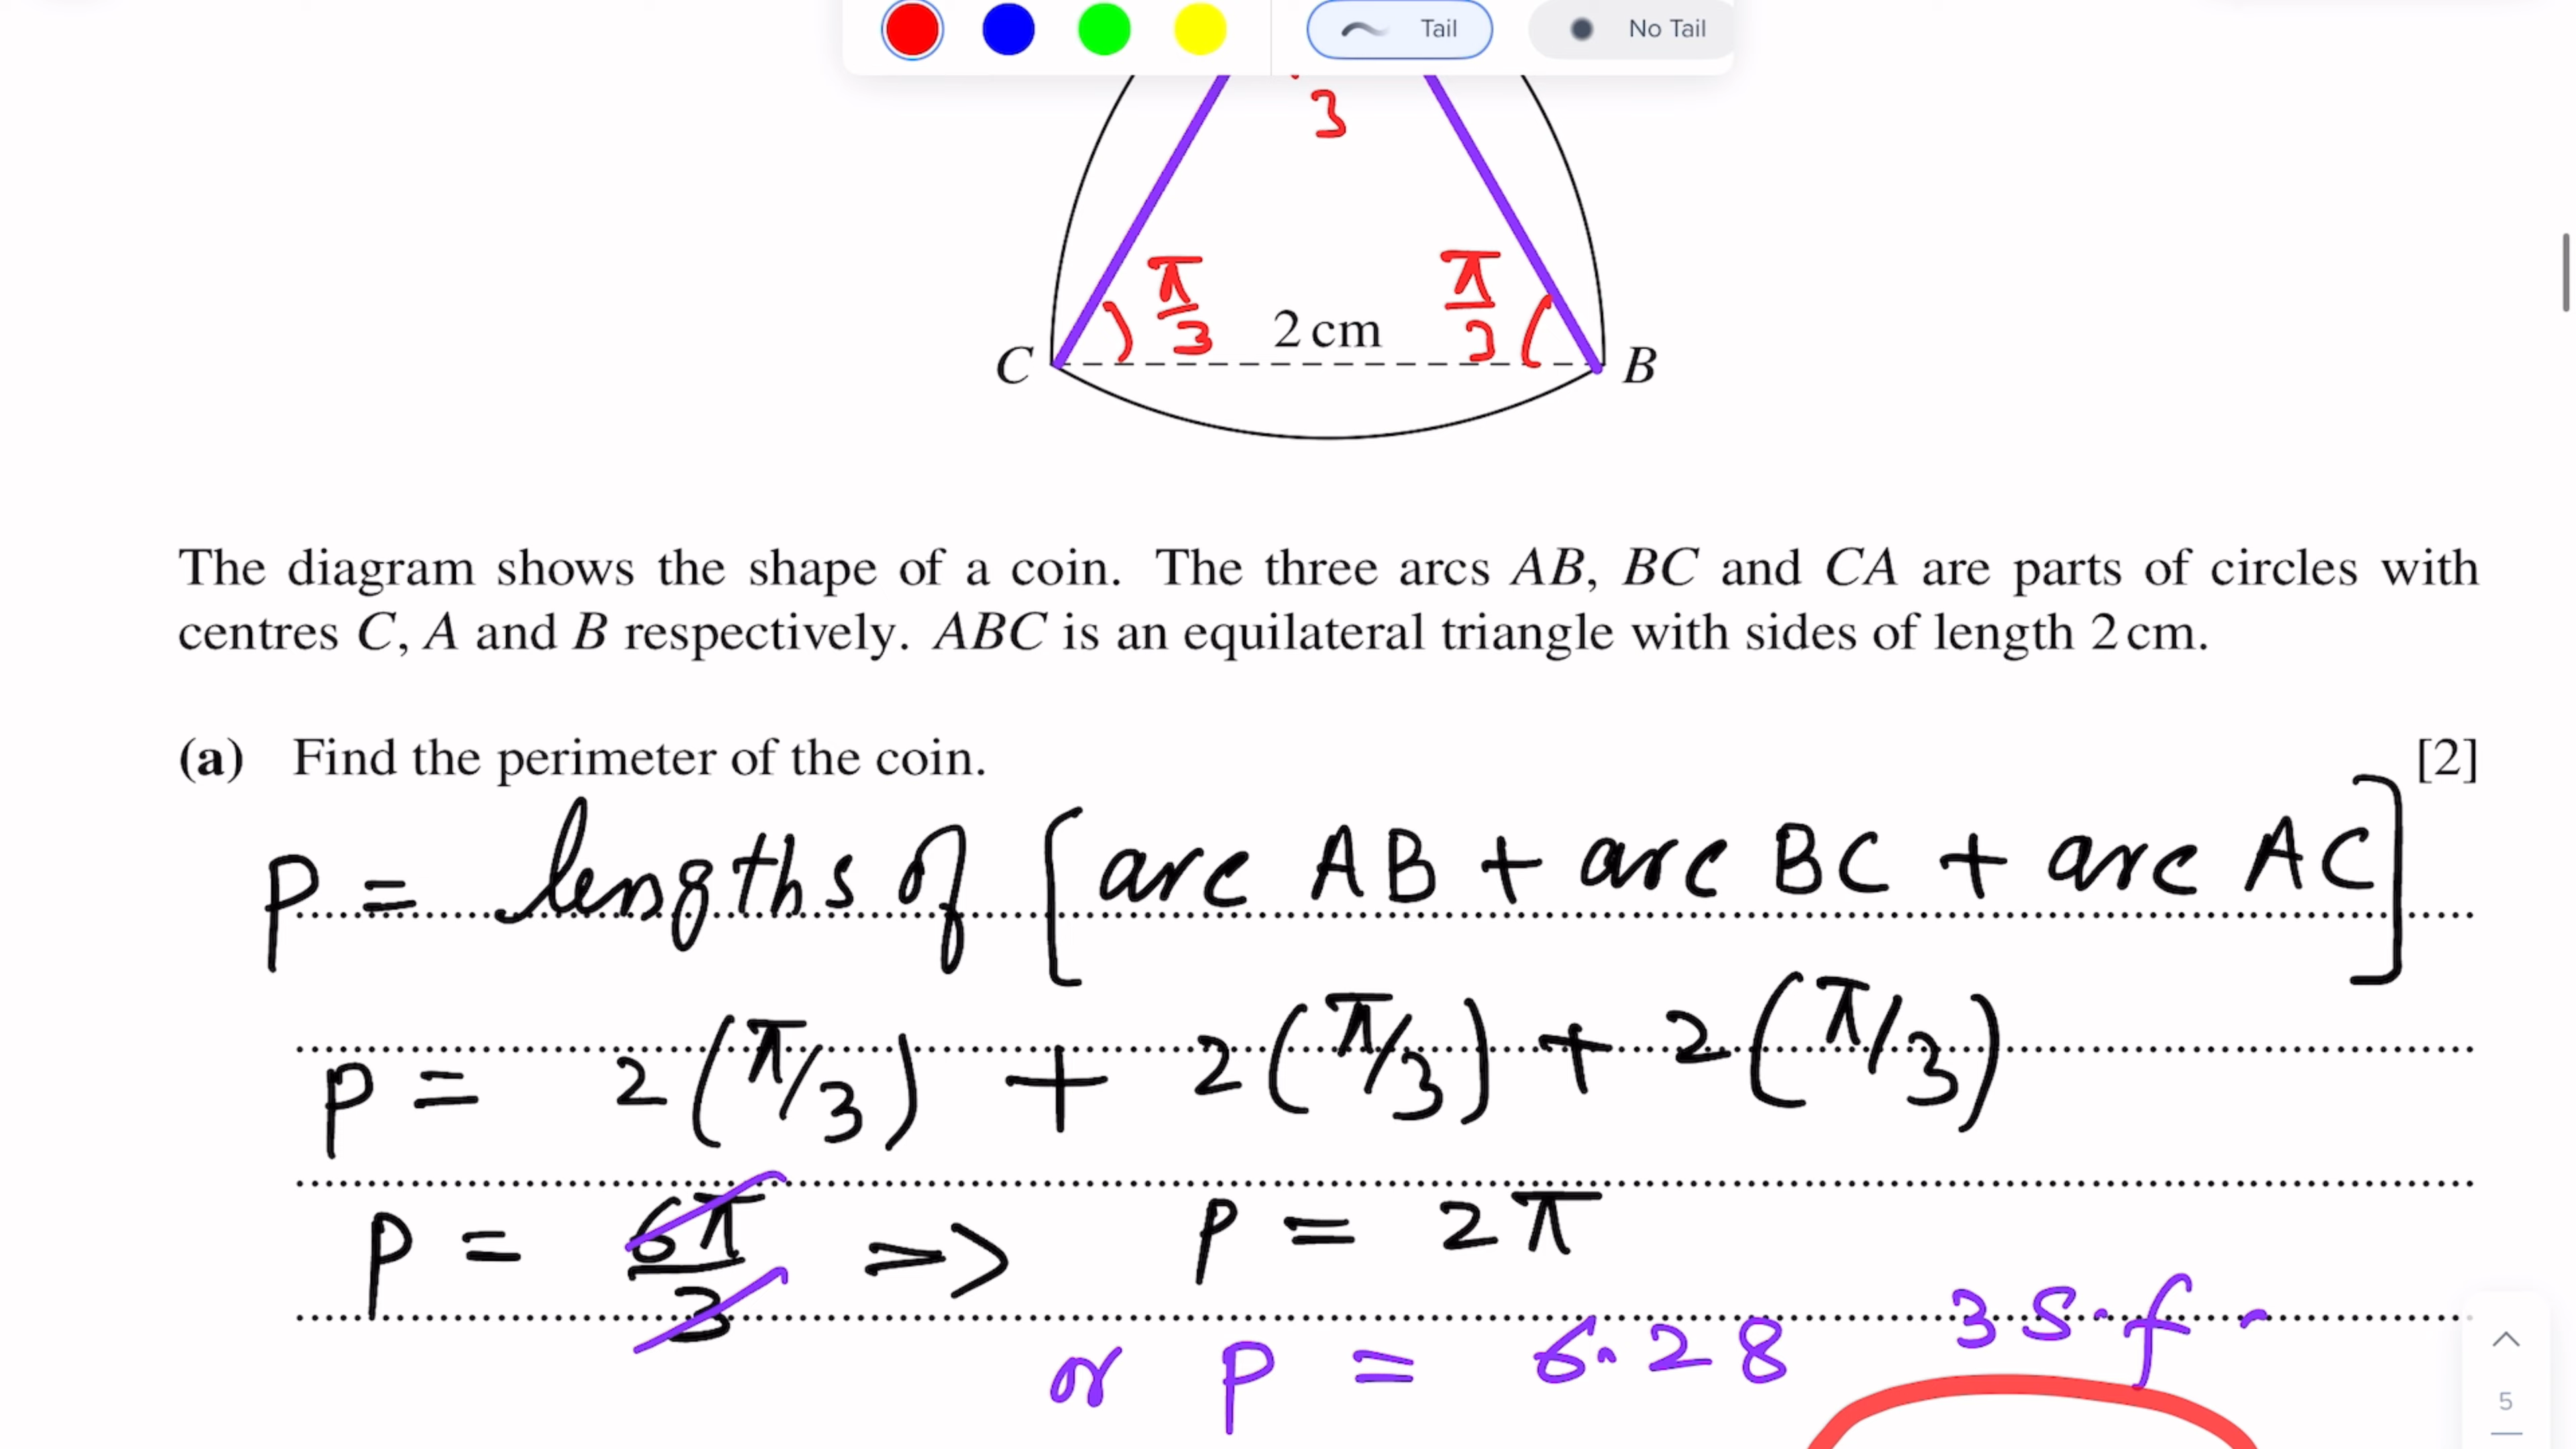 Tail No Tail
3
π/3 2 cm π/3
C B
The diagram shows the shape of a coin. The three arcs AB, BC and CA are parts of circles with
centres C, A and B respectively. ABC is an equilateral triangle with sides of length 2 cm.
(a) Find the perimeter of the coin. [2]
P = lengths of [arc AB + arc BC + arc AC]
P = 2(π/3) + 2(π/3) + 2(π/3)
P = 6π/3 => P = 2π
or P = 6.28 3 s.f.
5